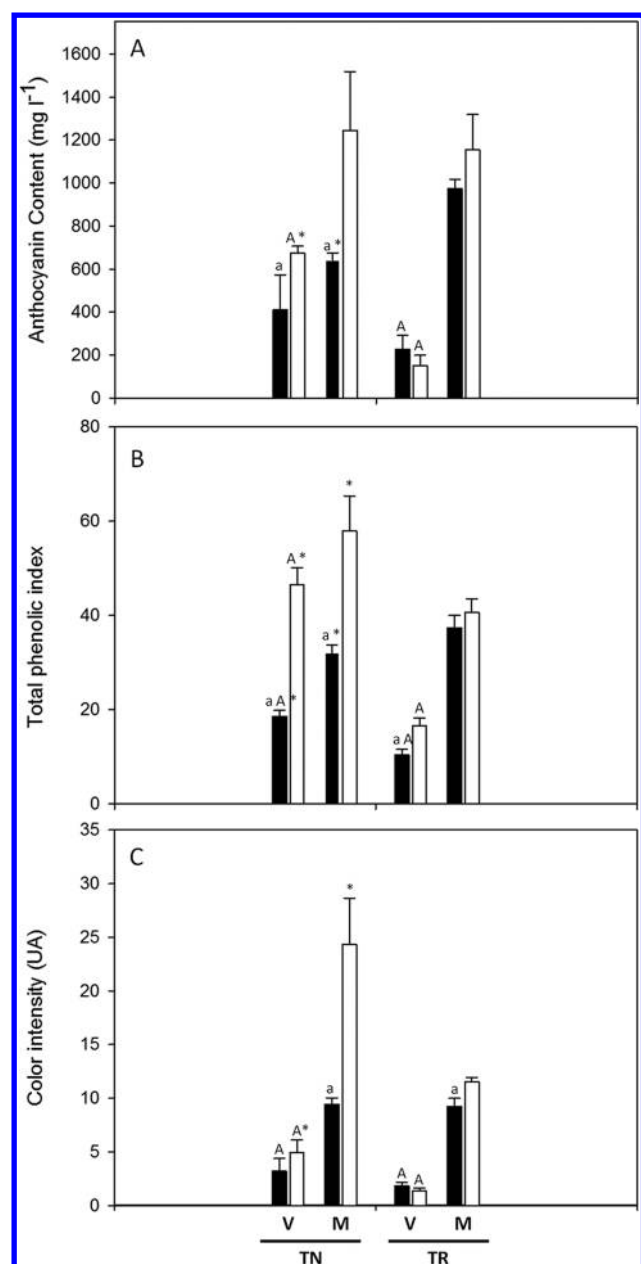 A
Anthocyanin Content (mg l⁻¹)
1600
1400
1200
1000
800
600
400
200
0
a
A *
a *
A
A
B
Total phenolic index
80
60
40
20
0
a A *
A *
a *
*
a A
A
C
Color intensity (UA)
35
30
25
20
15
10
5
0
A
A*
a
*
A
A
a
V M V M
TN TR